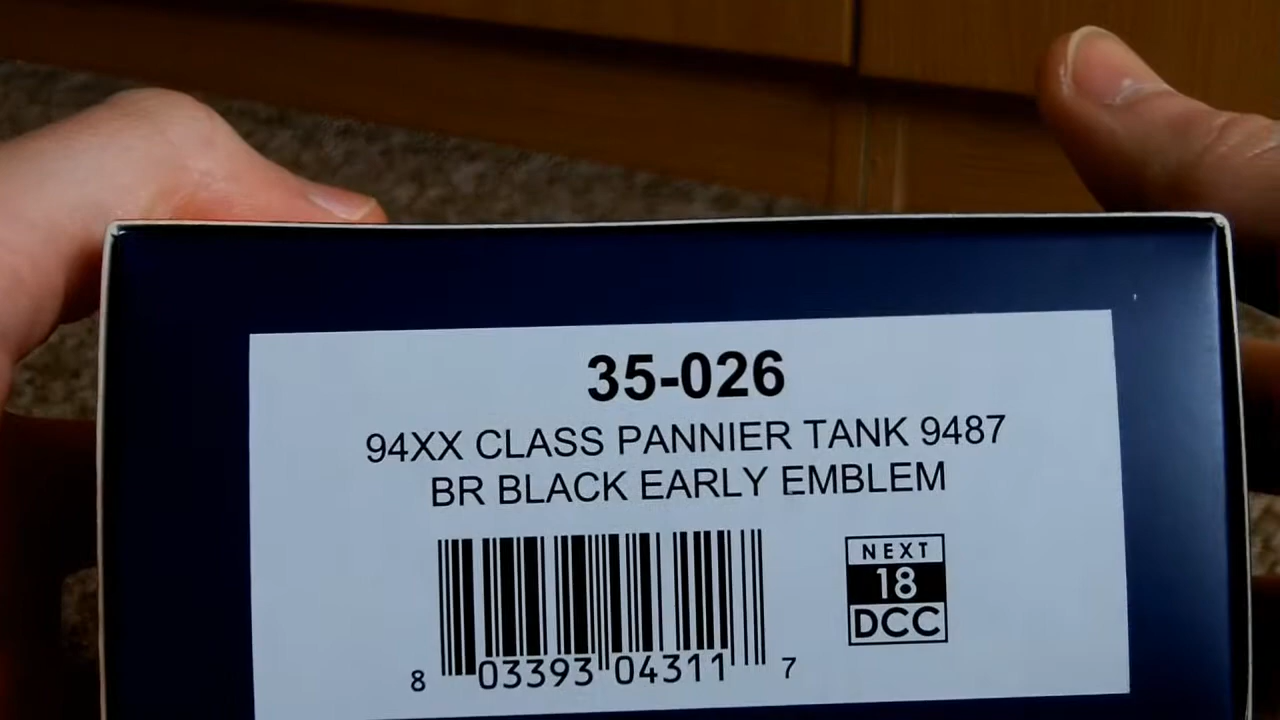 35-026
94XX CLASS PANNIER TANK 9487
BR BLACK EARLY EMBLEM
NEXT
18
DCC
8 03393 04311 7